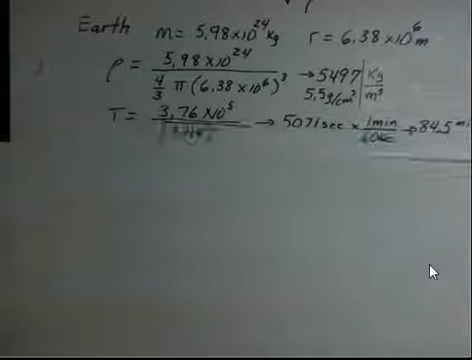 Earth m = 5.98×10^24 kg r = 6.38×10^6 m
ρ = 5.98×10^24 / (4/3 π (6.38×10^6)^3) → 5497 kg/m^3
5.5 g/cm^3
T = 3.76×10^5 → 5071 sec × 1 min → 84.5 mi